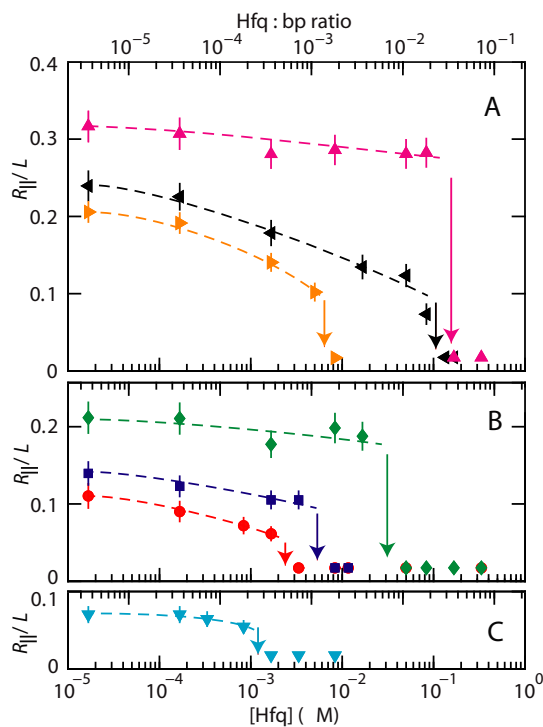 Hfq : bp ratio
10⁻⁵ 10⁻⁴ 10⁻³ 10⁻² 10⁻¹
0.4
A
0.3
R||/ L
0.2
0.1
0
B
0.2
R||/ L
0.1
0
0.1
R||/ L
C
0
10⁻⁵ 10⁻⁴ 10⁻³ 10⁻² 10⁻¹ 10⁰
[Hfq] ( M)